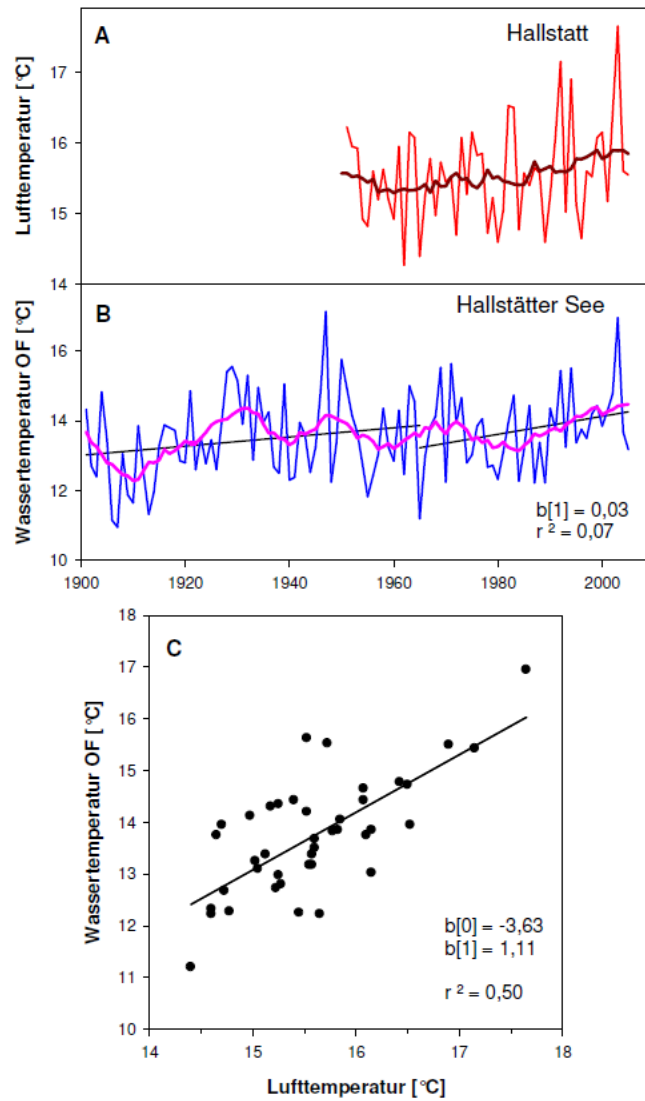 A
Hallstatt
Lufttemperatur [°C]
17
16
15
14
B
Hallstätter See
Wassertemperatur OF [°C]
16
14
12
10
b[1] = 0,03
r ² = 0,07
1900
1920
1940
1960
1980
2000
C
Wassertemperatur OF [°C]
18
17
16
15
14
13
12
11
10
b[0] = -3,63
b[1] = 1,11
r ² = 0,50
14
15
16
17
18
Lufttemperatur [°C]